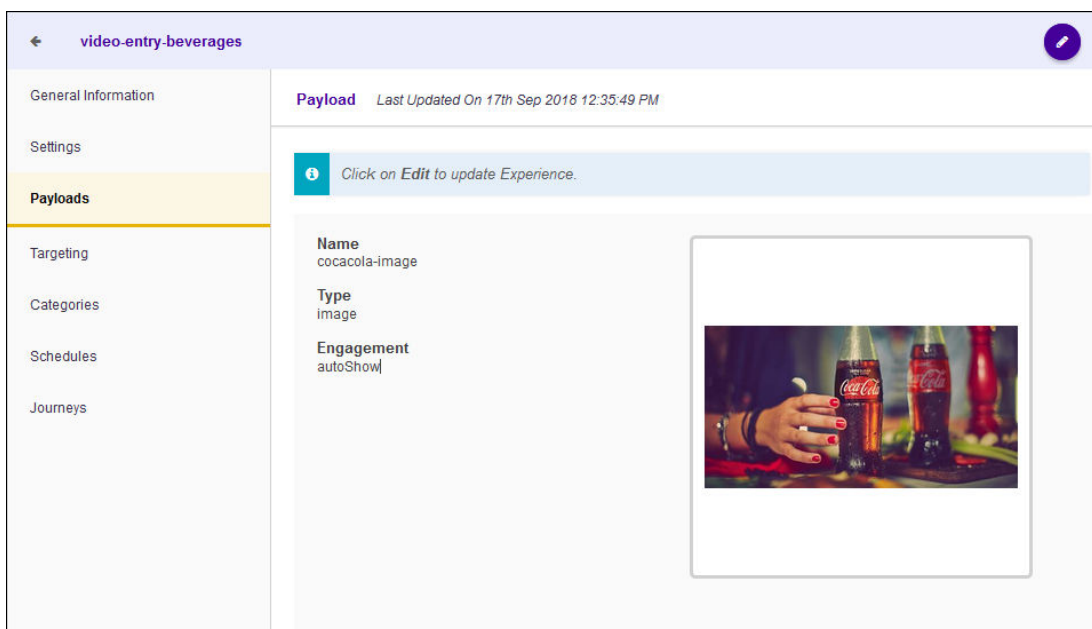 video-entry-beverages
General Information
Settings
Payloads
Targeting
Categories
Schedules
Journeys
Payload Last Updated On 17th Sep 2018 12:35:49 PM
Click on Edit to update Experience.
Name
cocacola-image
Type
image
Engagement
autoShow
Coca-Cola
Coca-Cola